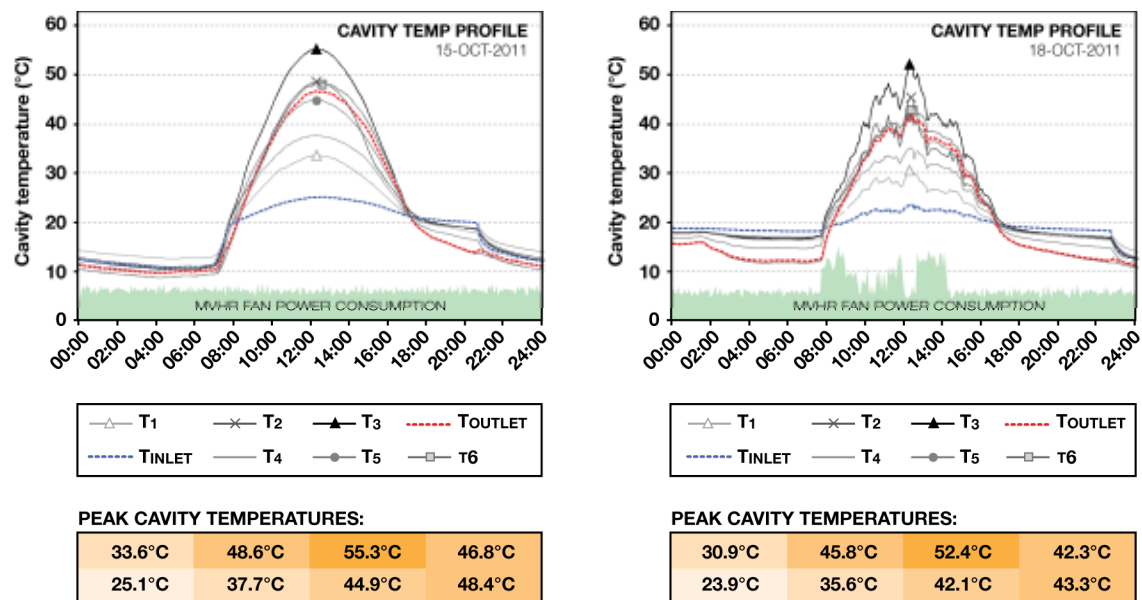 CAVITY TEMP PROFILE
15-OCT-2011
Cavity temperature (°C)
60
50
40
30
20
10
0
MVHR FAN POWER CONSUMPTION
00:00 02:00 04:00 06:00 08:00 10:00 12:00 14:00 16:00 18:00 20:00 22:00 24:00
T1 T2 T3 TOUTLET
TINLET T4 T5 T6
PEAK CAVITY TEMPERATURES:
33.6°C 48.6°C 55.3°C 46.8°C
25.1°C 37.7°C 44.9°C 48.4°C
CAVITY TEMP PROFILE
18-OCT-2011
Cavity temperature (°C)
60
50
40
30
20
10
0
MVHR FAN POWER CONSUMPTION
00:00 02:00 04:00 06:00 08:00 10:00 12:00 14:00 16:00 18:00 20:00 22:00 24:00
T1 T2 T3 TOUTLET
TINLET T4 T5 T6
PEAK CAVITY TEMPERATURES:
30.9°C 45.8°C 52.4°C 42.3°C
23.9°C 35.6°C 42.1°C 43.3°C